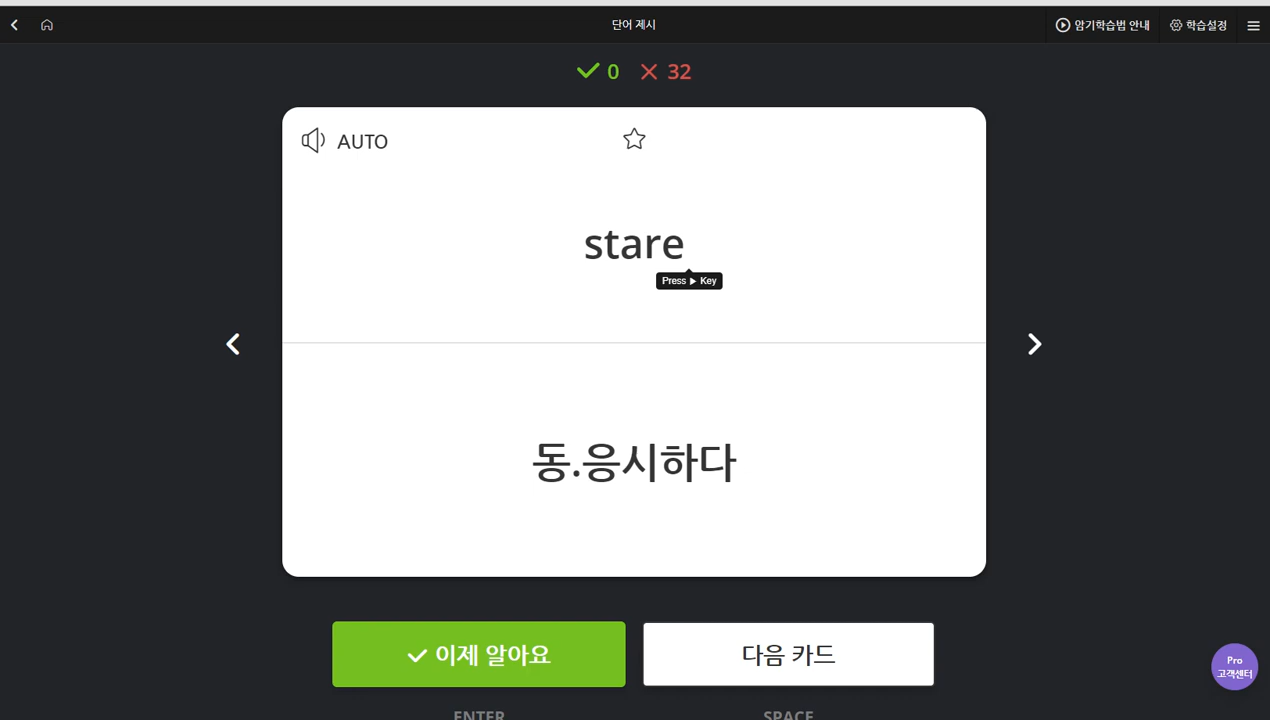 단어 제시
암기학습법 안내
학습설정
0
32
AUTO
stare
Press ▶ Key
동.응시하다
이제 알아요
다음 카드
Pro
고객센터
ENTER
SPACE